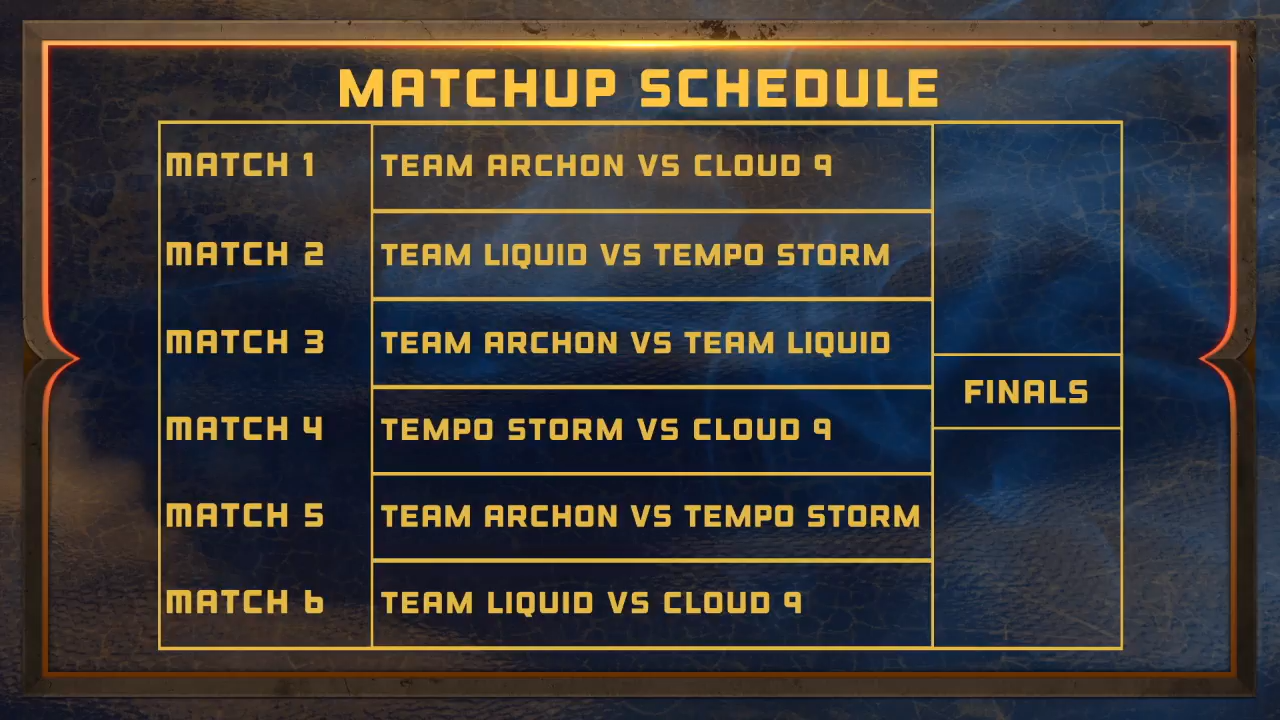 MATCHUP SCHEDULE
MATCH 1 TEAM ARCHON VS CLOUD 9
MATCH 2 TEAM LIQUID VS TEMPO STORM
MATCH 3 TEAM ARCHON VS TEAM LIQUID
FINALS
MATCH 4 TEMPO STORM VS CLOUD 9
MATCH 5 TEAM ARCHON VS TEMPO STORM
MATCH 6 TEAM LIQUID VS CLOUD 9